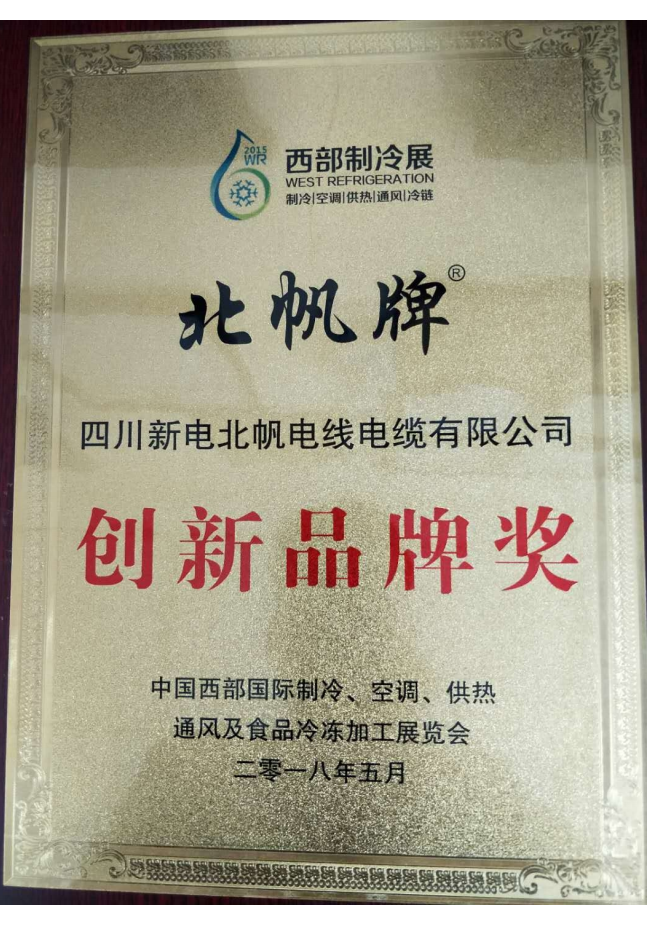 2015
WR
西部制冷展
WEST REFRIGERATION
制冷|空调|供热|通风|冷链
北帆牌®
四川新电北帆电线电缆有限公司
创新品牌奖
中国西部国际制冷、空调、供热
通风及食品冷冻加工展览会
二零一八年五月